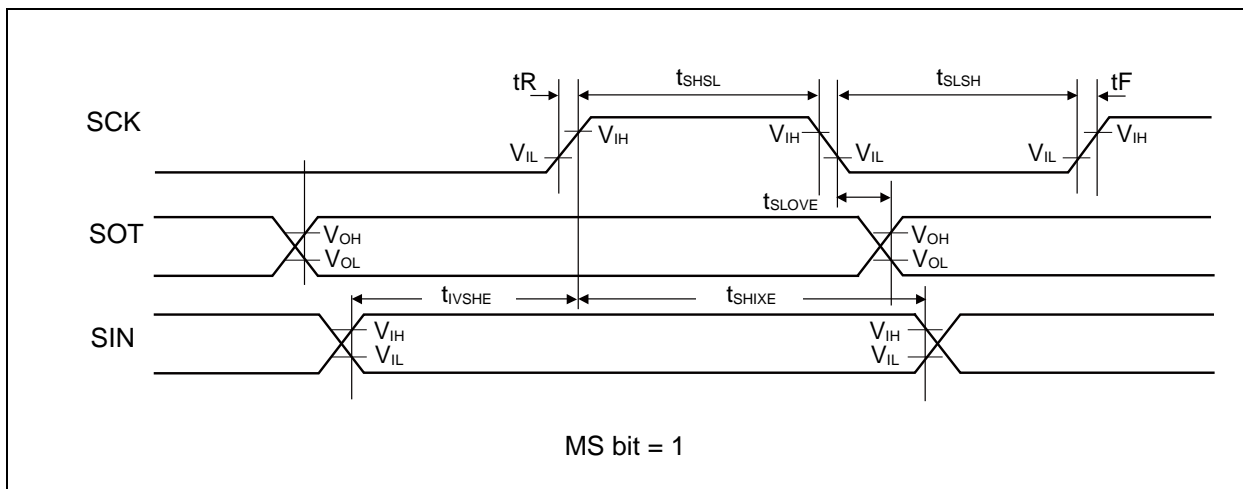 tR tSHSL tSLSH tF
SCK
VIH VIH VIH
VIL VIL VIL
tSLOVE
SOT
VOH VOH
VOL VOL
tIVSHE tSHIXE
SIN
VIH VIH
VIL VIL
MS bit = 1